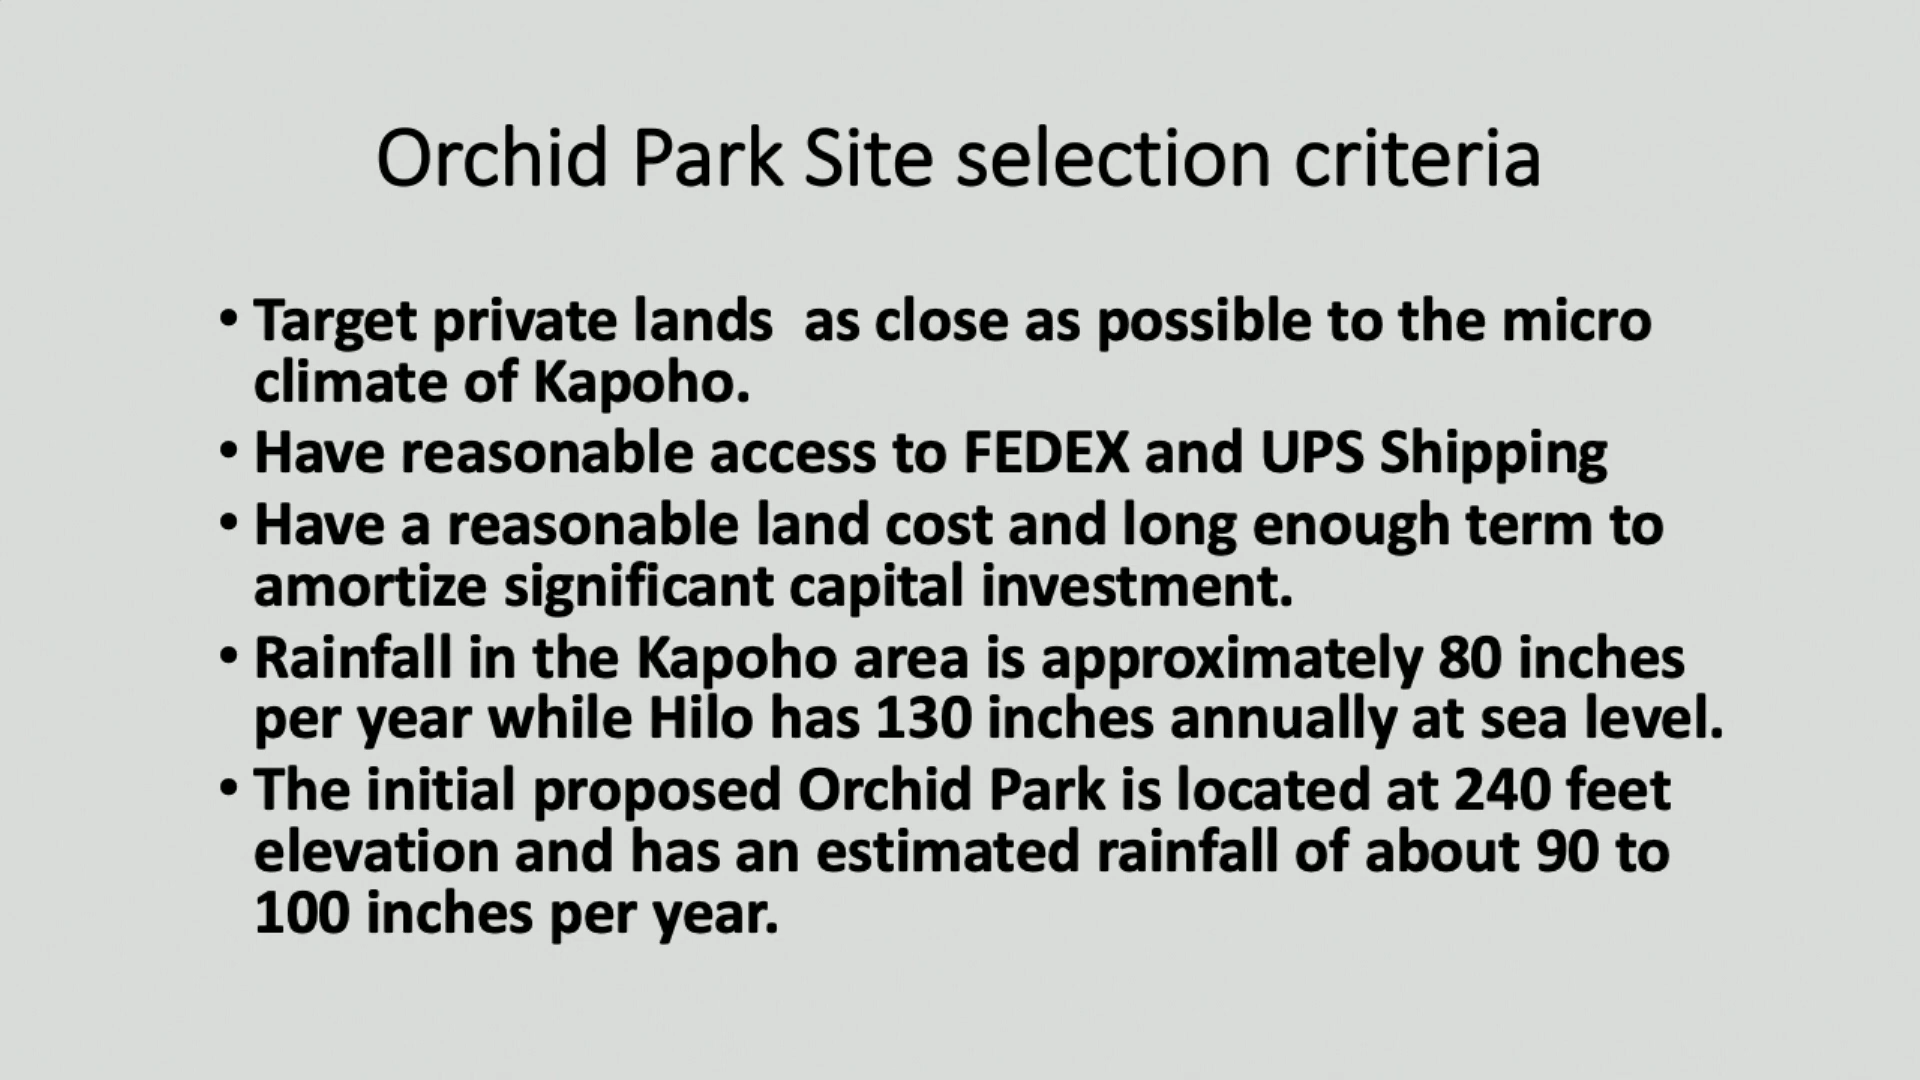 Orchid Park Site selection criteria
• Target private lands  as close as possible to the micro
climate of Kapoho.
• Have reasonable access to FEDEX and UPS Shipping
• Have a reasonable land cost and long enough term to
amortize significant capital investment.
• Rainfall in the Kapoho area is approximately 80 inches
per year while Hilo has 130 inches annually at sea level.
• The initial proposed Orchid Park is located at 240 feet
elevation and has an estimated rainfall of about 90 to
100 inches per year.